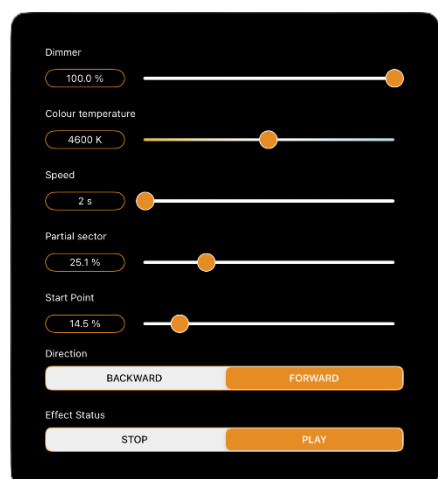 Dimmer
100.0 %
Colour temperature
4600 K
Speed
2 s
Partial sector
25.1 %
Start Point
14.5 %
Direction
BACKWARD FORWARD
Effect Status
STOP PLAY